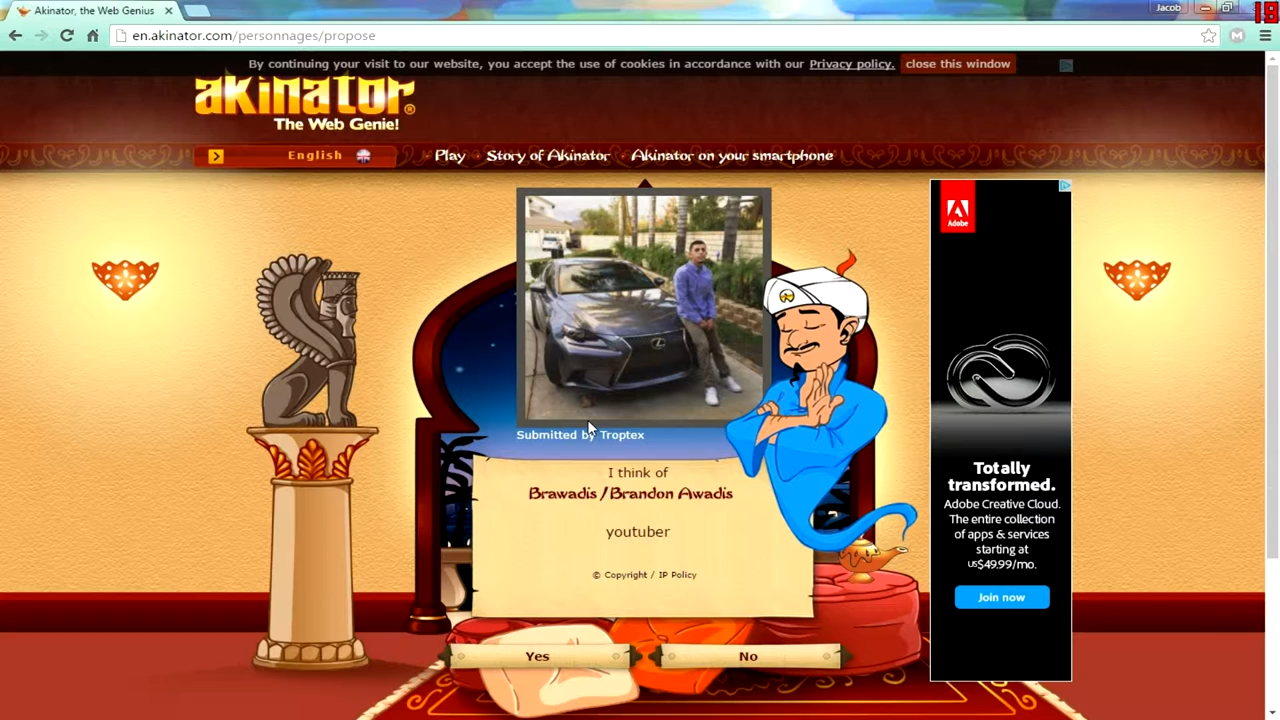 Akinator, the Web Genius
Jacob
18
en.akinator.com/personnages/propose
By continuing your visit to our website, you accept the use of cookies in accordance with our Privacy policy. close this window
akinator®
The Web Genie!
English
Play
Story of Akinator
Akinator on your smartphone
Submitted by Troptex
I think of
Brawadis / Brandon Awadis
youtuber
© Copyright / IP Policy
Yes
No
Adobe
Totally
transformed.
Adobe Creative Cloud.
The entire collection
of apps & services
starting at
US$49.99/mo.
Join now